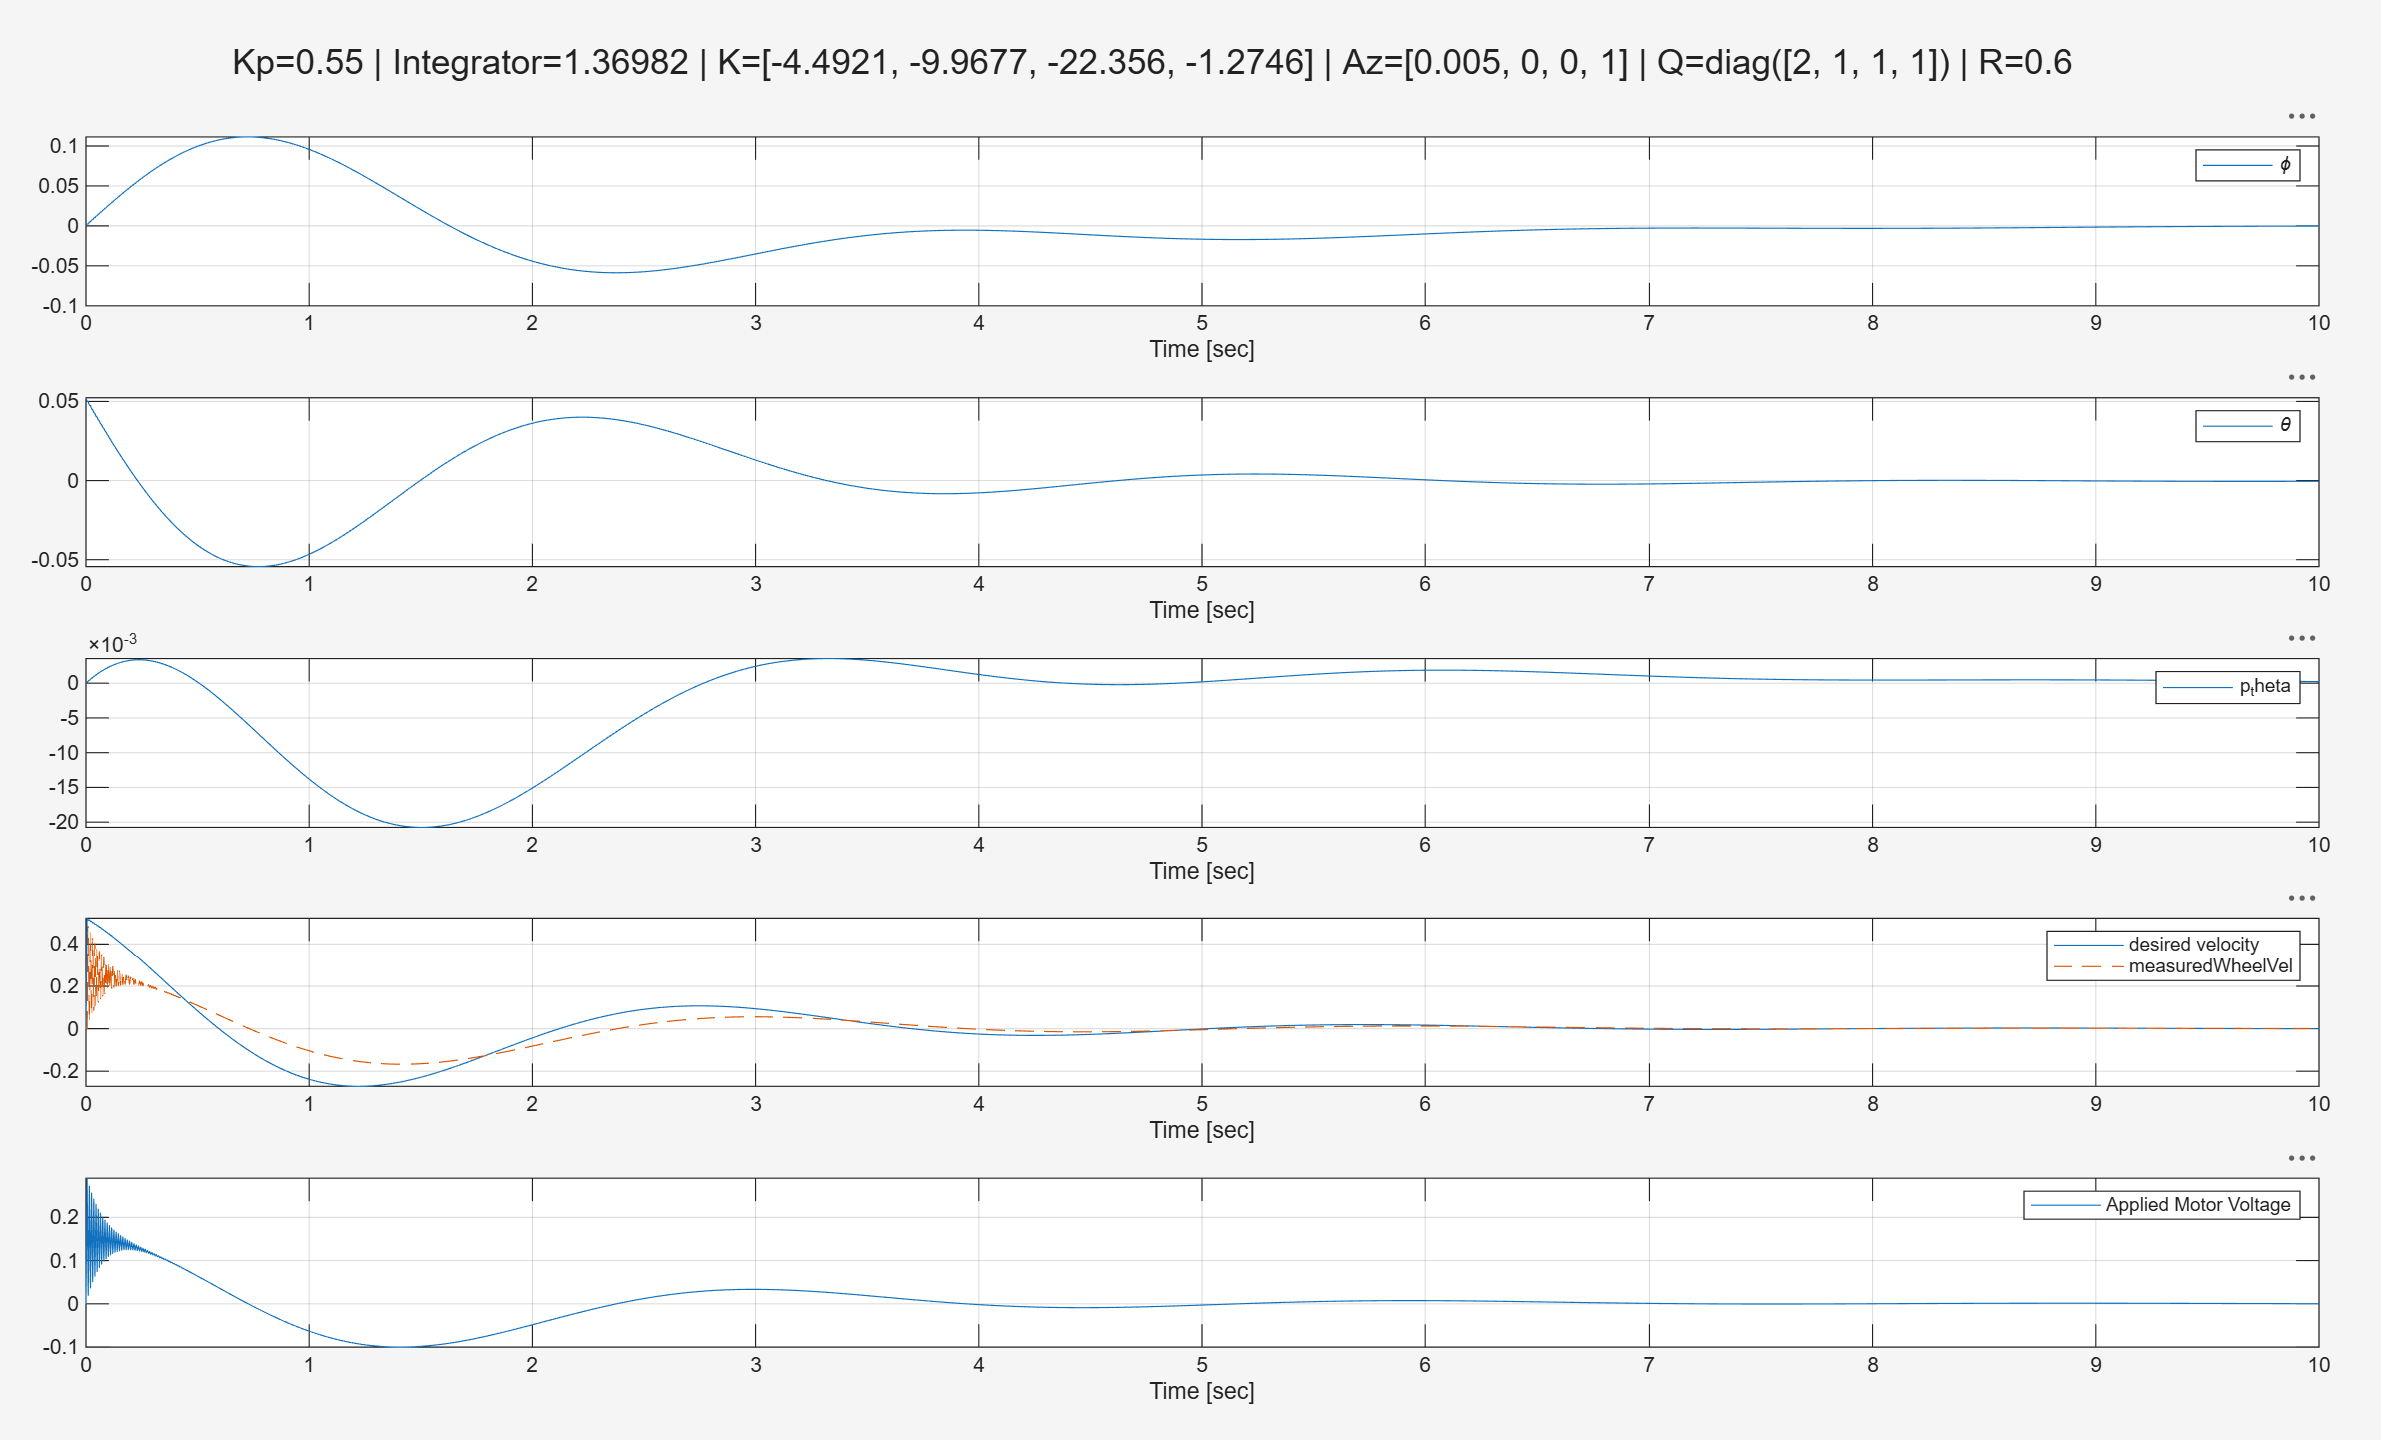 Kp=0.55 | Integrator=1.36982 | K=[-4.4921, -9.9677, -22.356, -1.2746] | Az=[0.005, 0, 0, 1] | Q=diag([2, 1, 1, 1]) | R=0.6
0.1
0.05
0
-0.05
-0.1
ϕ
0 1 2 3 4 5 6 7 8 9 10
Time [sec]
0.05
0
-0.05
θ
0 1 2 3 4 5 6 7 8 9 10
Time [sec]
×10-3
0
-5
-10
-15
-20
ptheta
0 1 2 3 4 5 6 7 8 9 10
Time [sec]
0.4
0.2
0
-0.2
desired velocity
measuredWheelVel
0 1 2 3 4 5 6 7 8 9 10
Time [sec]
0.2
0.1
0
-0.1
Applied Motor Voltage
0 1 2 3 4 5 6 7 8 9 10
Time [sec]